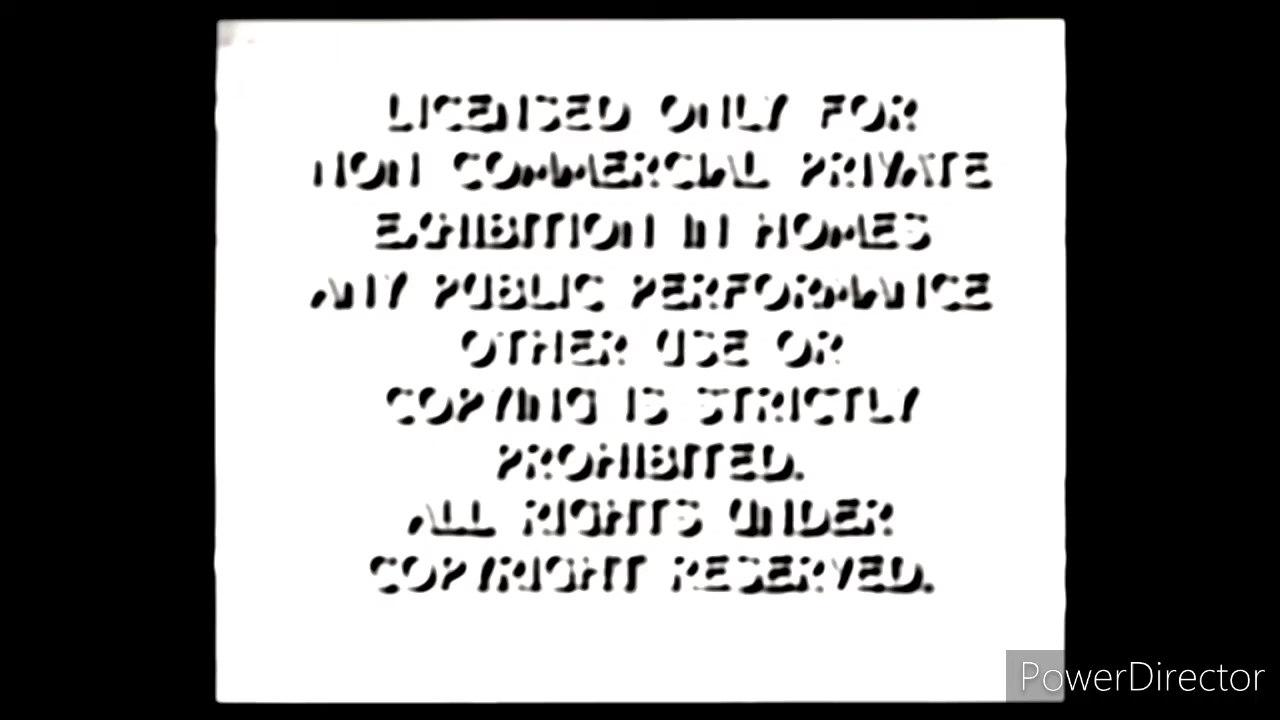 LICENSED ONLY FOR
NON COMMERCIAL PRIVATE
EXHIBITION IN HOMES
ANY PUBLIC PERFORMANCE
OTHER USE OR
COPYING IS STRICTLY
PROHIBITED.
ALL RIGHTS UNDER
COPYRIGHT RESERVED.
PowerDirector